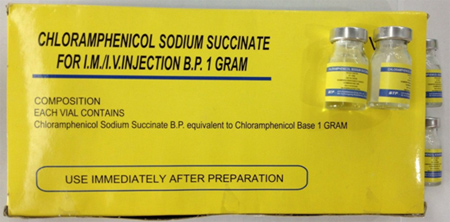 CHLORAMPHENICOL SODIUM SUCCINATE
FOR I.M./I.V.INJECTION B.P. 1 GRAM
COMPOSITION
EACH VIAL CONTAINS
Chloramphenicol Sodium Succinate B.P. equivalent to Chloramphenicol Base 1 GRAM
USE IMMEDIATELY AFTER PREPARATION